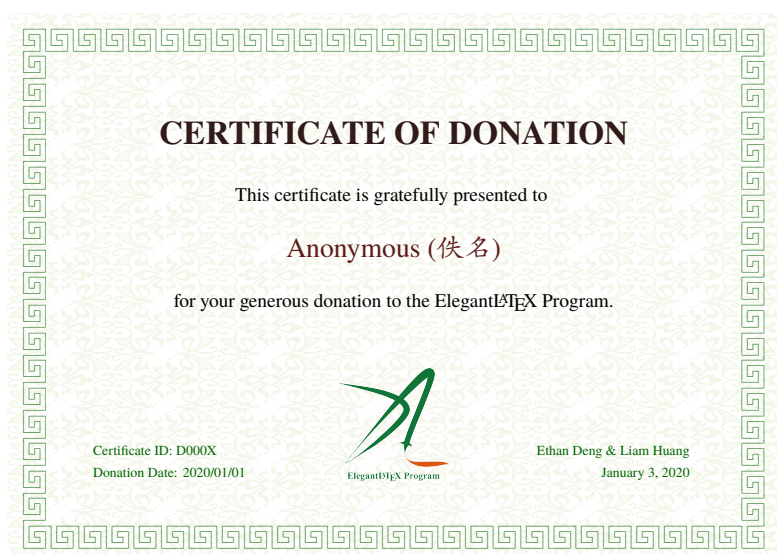 CERTIFICATE OF DONATION
This certificate is gratefully presented to
Anonymous (佚名)
for your generous donation to the ElegantLATEX Program.
Certificate ID: D000X
Donation Date: 2020/01/01
ElegantLATEX Program
Ethan Deng & Liam Huang
January 3, 2020